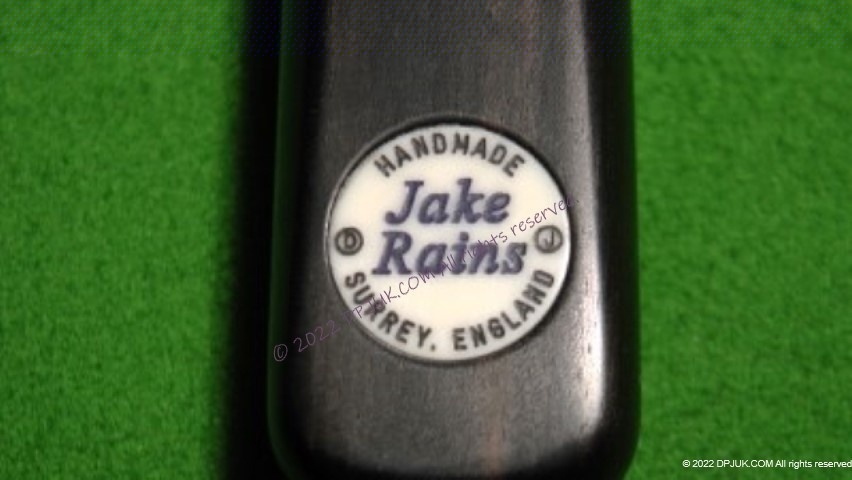 HANDMADE
Jake
Rains
D
J
SURREY, ENGLAND
© 2022 DPJUK.COM All rights reserved
© 2022 DPJUK.COM All rights reserved